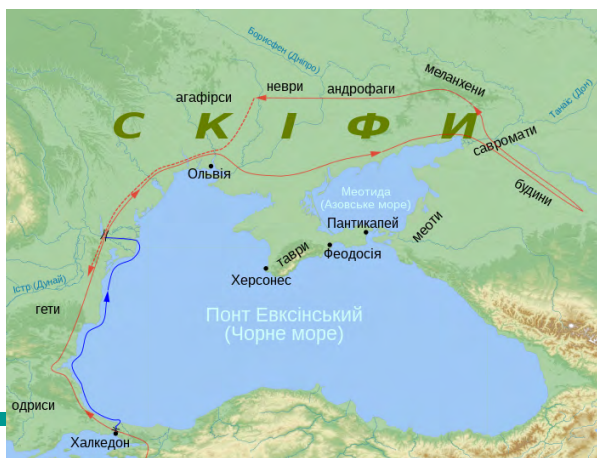 Борисфен (Дніпро)
меланхени
неври
андрофаги
агафірси
Танаїс (Дон)
СКІФИ
савромати
Ольвія
будини
Меотида
(Азовське море)
Пантикапей
меоти
таври
Феодосія
Херсонес
Істр (Дунай)
гети
Понт Евксінський
(Чорне море)
одриси
Халкедон